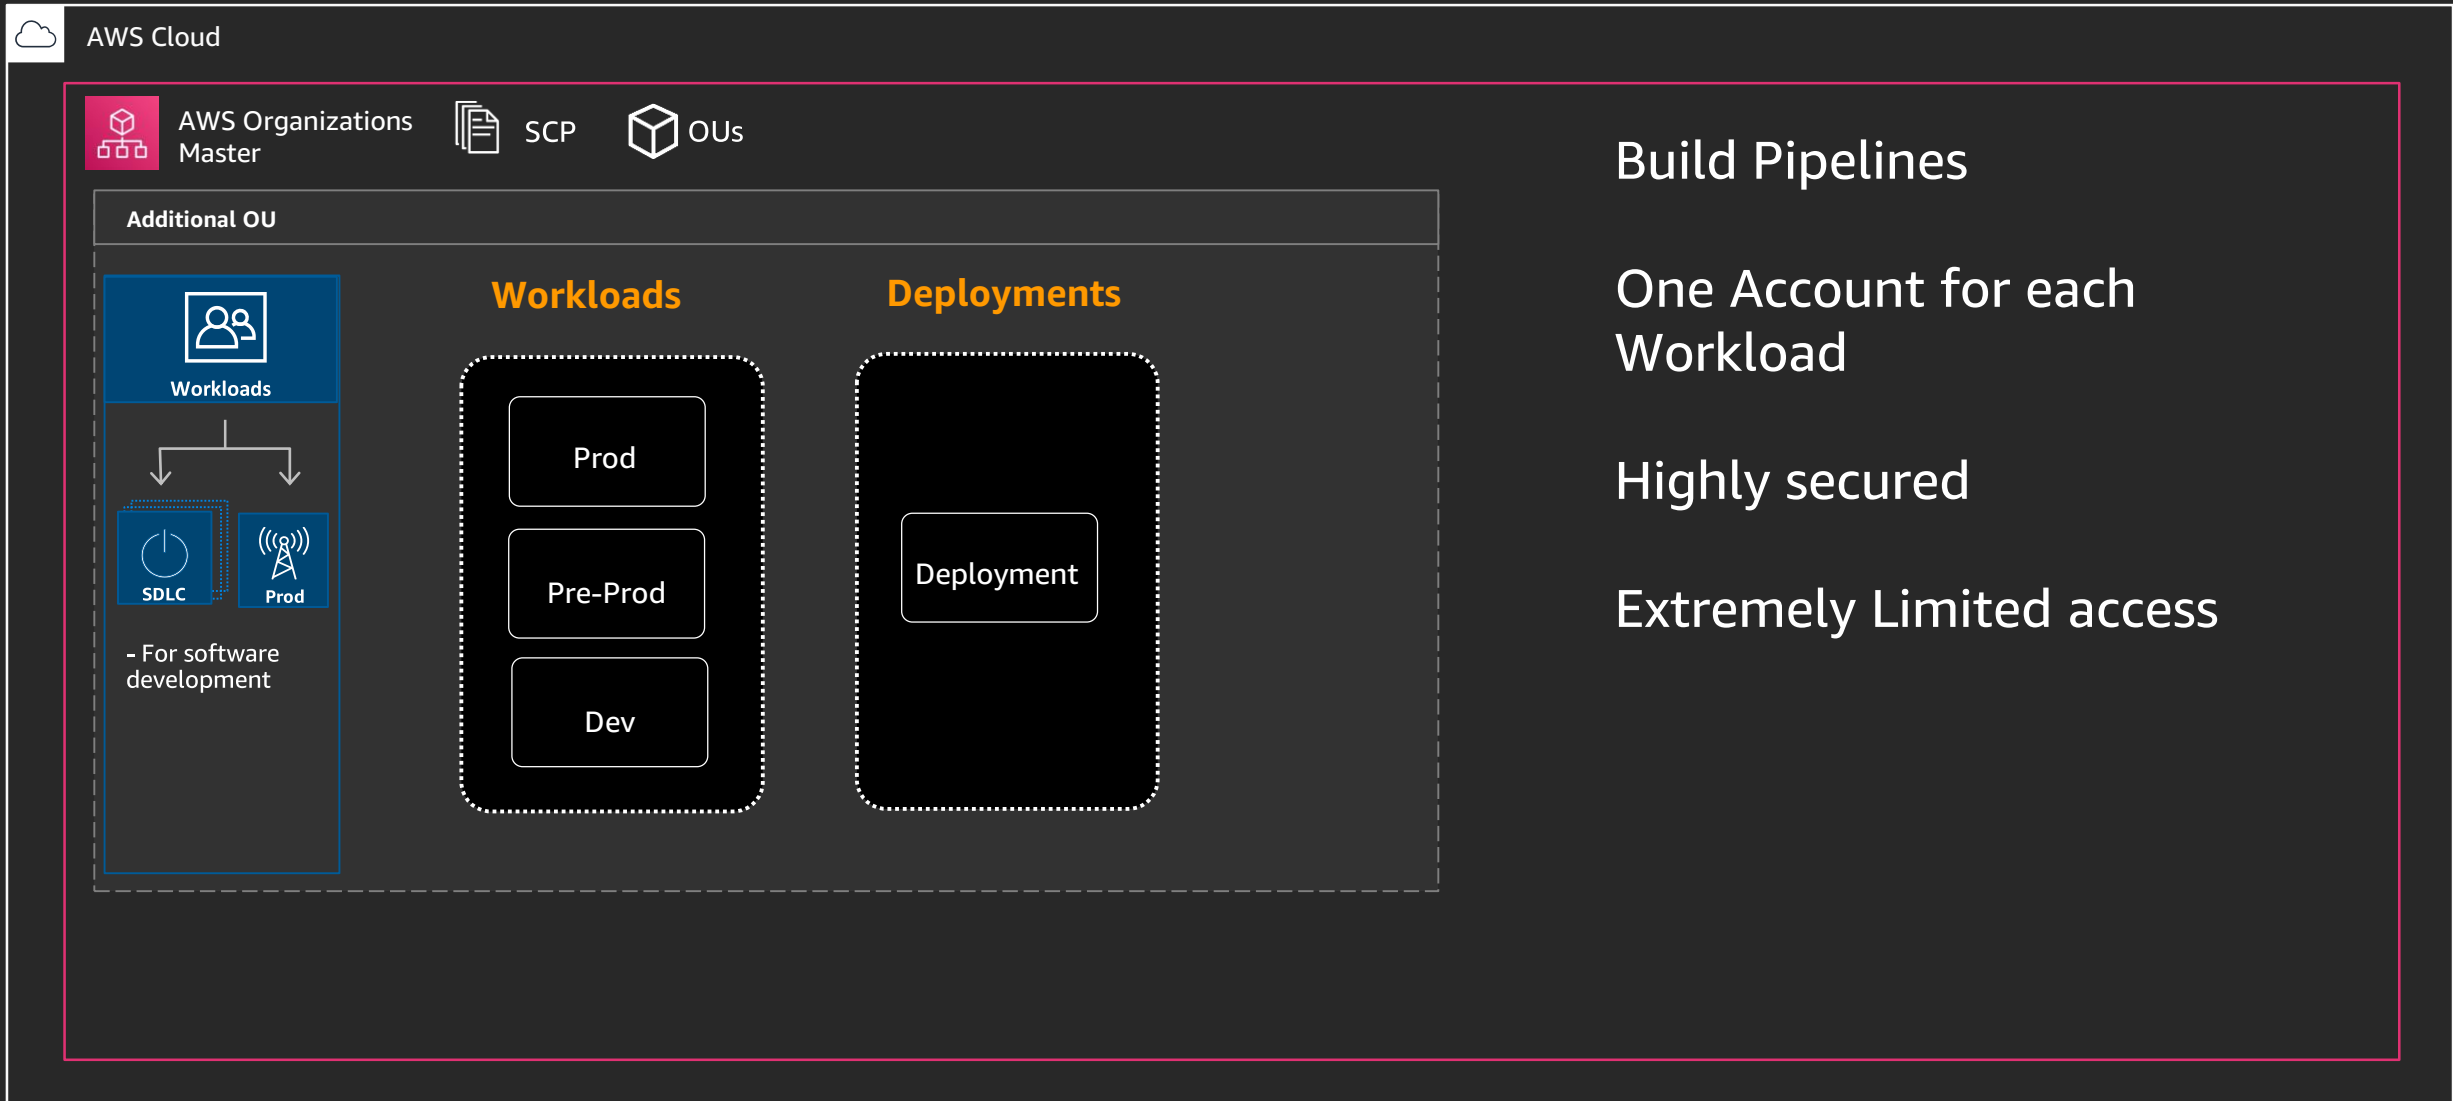 AWS Cloud
AWS Organizations
Master
SCP
OUs
Additional OU
Workloads
SDLC
Prod
- For software
development
Workloads
Prod
Pre-Prod
Dev
Deployments
Deployment
Build Pipelines
One Account for each
Workload
Highly secured
Extremely Limited access